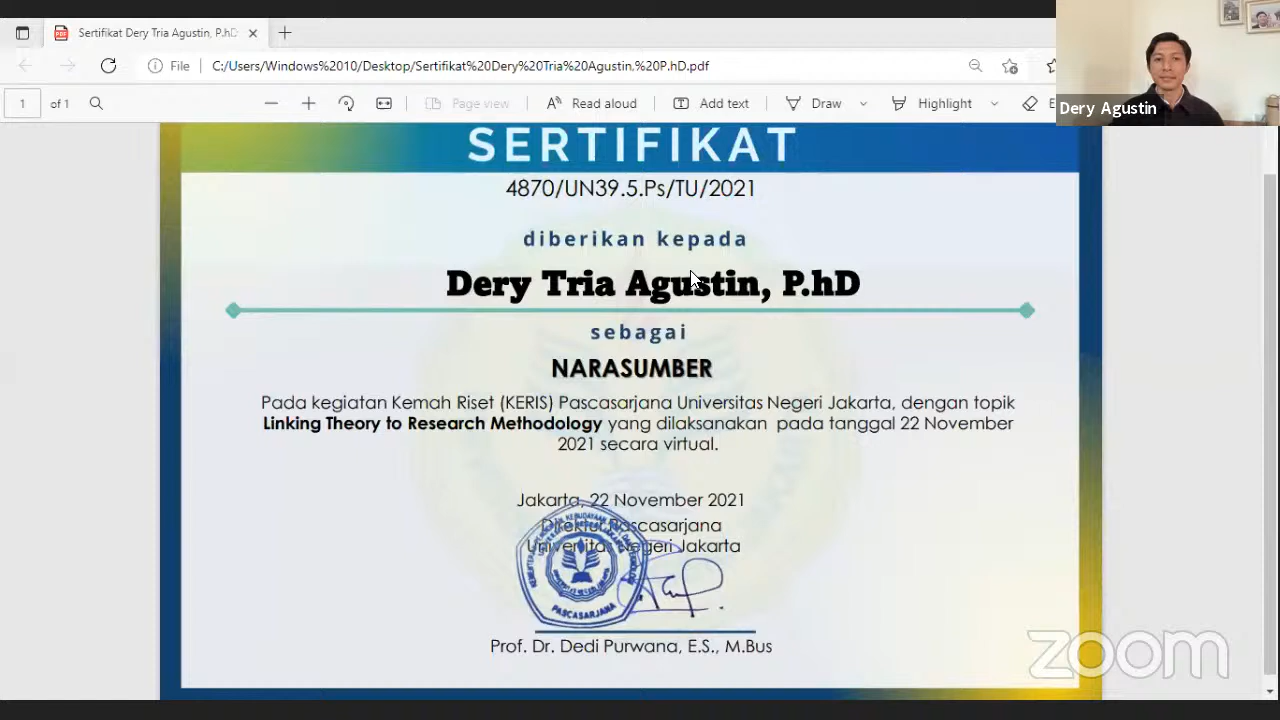 Sertifikat Dery Tria Agustin, P.hD
File
C:/Users/Windows%2010/Desktop/Sertifikat%20Dery%20Tria%20Agustin,%20P.hD.pdf
1 of 1
Page view
Read aloud
Add text
Draw
Highlight
Dery Agustin
SERTIFIKAT
4870/UN39.5.Ps/TU/2021
diberikan kepada
Dery Tria Agustin, P.hD
sebagai
NARASUMBER
Pada kegiatan Kemah Riset (KERIS) Pascasarjana Universitas Negeri Jakarta, dengan topik
Linking Theory to Research Methodology yang dilaksanakan pada tanggal 22 November
2021 secara virtual.
Jakarta, 22 November 2021
Direktur Pascasarjana
Universitas Negeri Jakarta
PASCASARJANA
Prof. Dr. Dedi Purwana, E.S., M.Bus
zoom